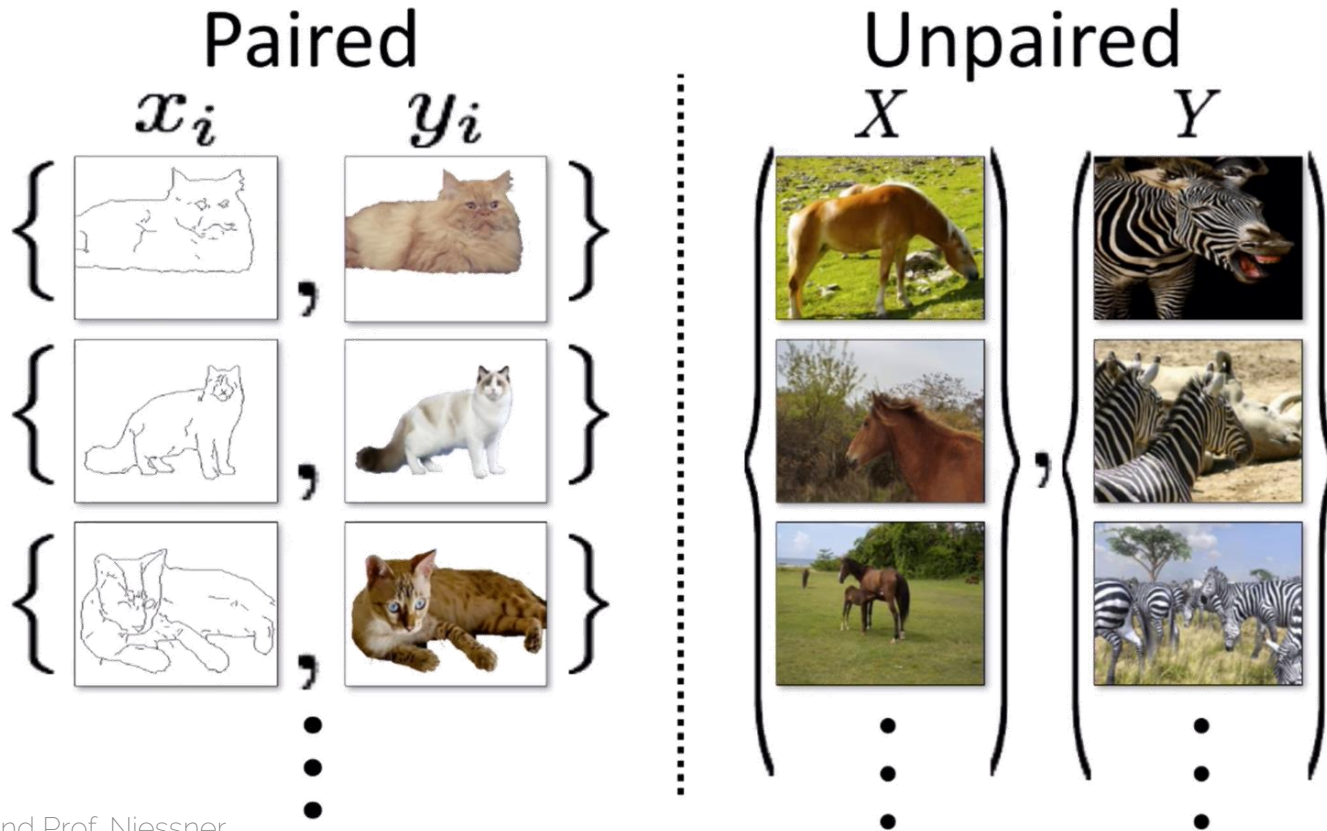 Paired
Unpaired
x_i
y_i
X
Y
{ , }
{ , }
{ , }
{ } , { }
nd Prof. Niessner